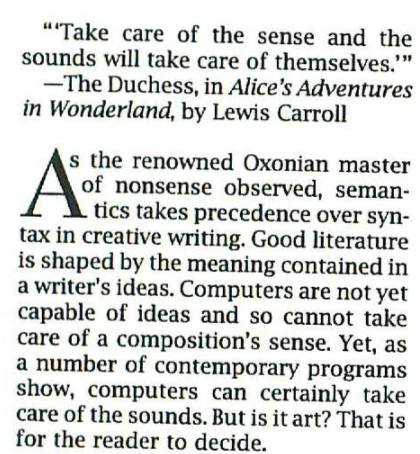 “‘Take care of the sense and the
sounds will take care of themselves.’”
—The Duchess, in Alice's Adventures
in Wonderland, by Lewis Carroll
As the renowned Oxonian master
of nonsense observed, seman-
tics takes precedence over syn-
tax in creative writing. Good literature
is shaped by the meaning contained in
a writer's ideas. Computers are not yet
capable of ideas and so cannot take
care of a composition's sense. Yet, as
a number of contemporary programs
show, computers can certainly take
care of the sounds. But is it art? That is
for the reader to decide.